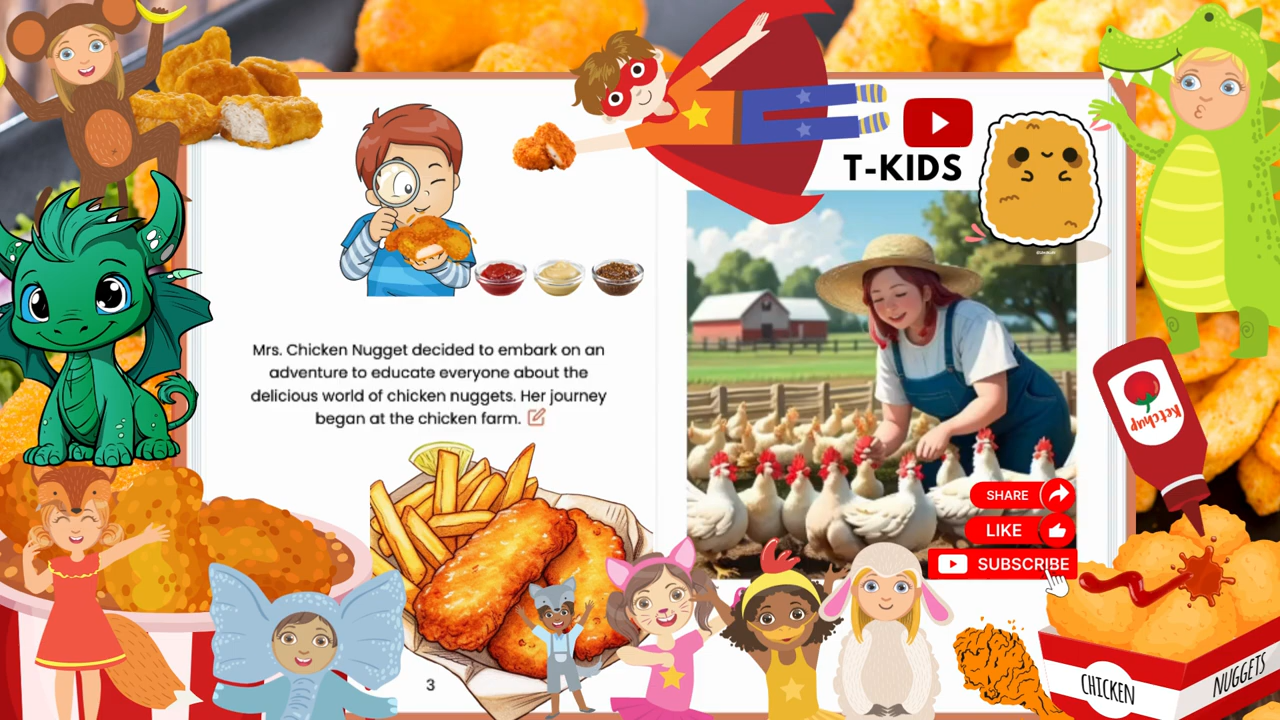 T-KIDS
Mrs. Chicken Nugget decided to embark on an
adventure to educate everyone about the
delicious world of chicken nuggets. Her journey
began at the chicken farm.
Ketchup
SHARE
LIKE
SUBSCRIBE
3
CHICKEN
NUGGETS